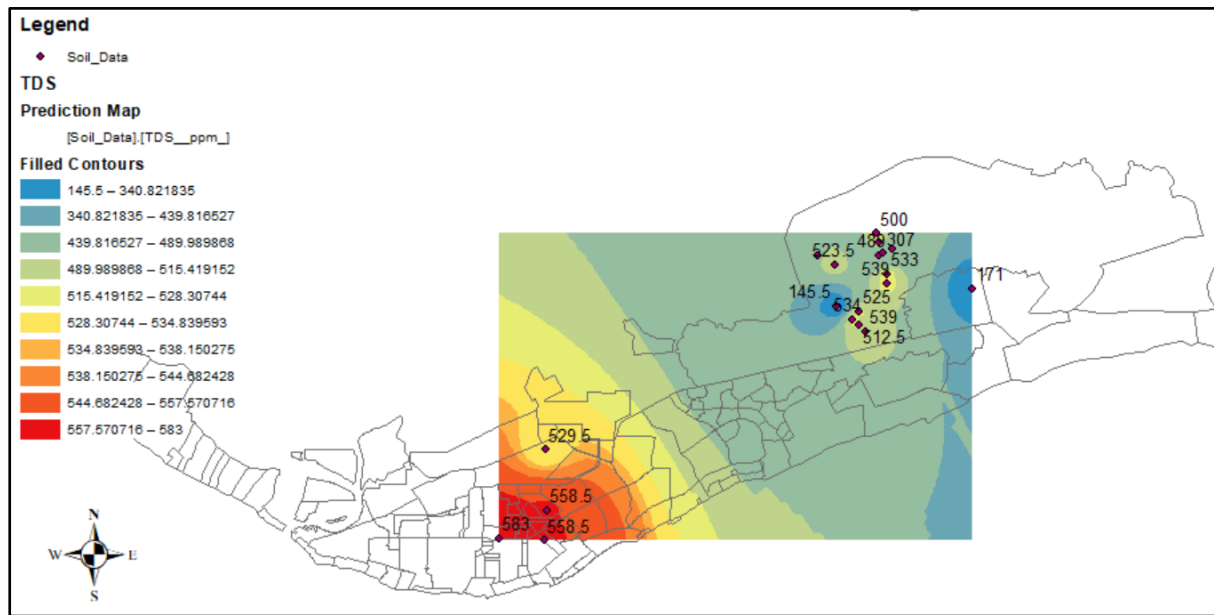 Legend
Soil_Data
TDS
Prediction Map
[Soil_Data].[TDS__ppm_]
Filled Contours
145.5 – 340.821835
340.821835 – 439.816527
439.816527 – 489.989868
489.989868 – 515.419152
515.419152 – 528.30744
528.30744 – 534.839593
534.839593 – 538.150275
538.150275 – 544.682428
544.682428 – 557.570716
557.570716 – 583
500
307
523.5
533
539
171
145.5
525
534
539
512.5
529.5
558.5
583
558.5
N
W
E
S